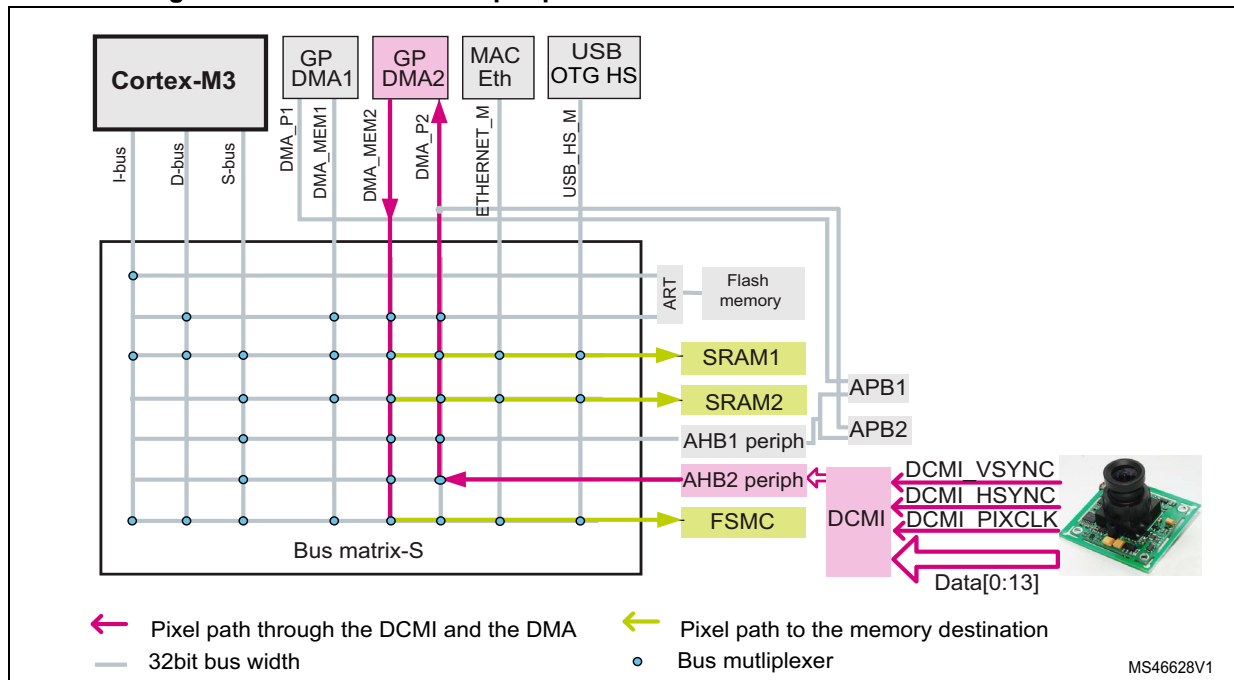 Cortex-M3
GP
DMA1
GP
DMA2
MAC
Eth
USB
OTG HS
I-bus
D-bus
S-bus
DMA_P1
DMA_MEM1
DMA_MEM2
DMA_P2
ETHERNET_M
USB_HS_M
ART
Flash
memory
SRAM1
SRAM2
AHB1 periph
AHB2 periph
FSMC
APB1
APB2
DCMI
DCMI_VSYNC
DCMI_HSYNC
DCMI_PIXCLK
Data[0:13]
Bus matrix-S
Pixel path through the DCMI and the DMA
Pixel path to the memory destination
32bit bus width
Bus mutliplexer
MS46628V1